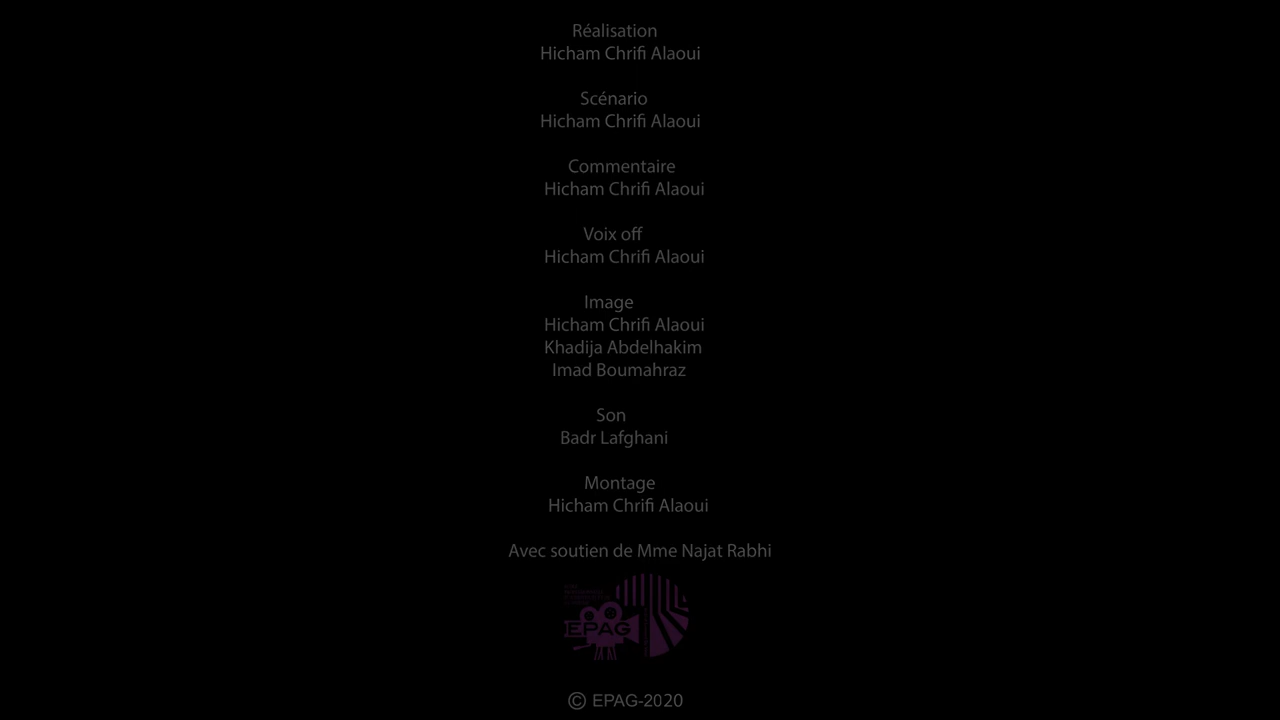 Réalisation
Hicham Chrifi Alaoui
Scénario
Hicham Chrifi Alaoui
Commentaire
Hicham Chrifi Alaoui
Voix off
Hicham Chrifi Alaoui
Image
Hicham Chrifi Alaoui
Khadija Abdelhakim
Imad Boumahraz
Son
Badr Lafghani
Montage
Hicham Chrifi Alaoui
Avec soutien de Mme Najat Rabhi
EPAG
© EPAG-2020